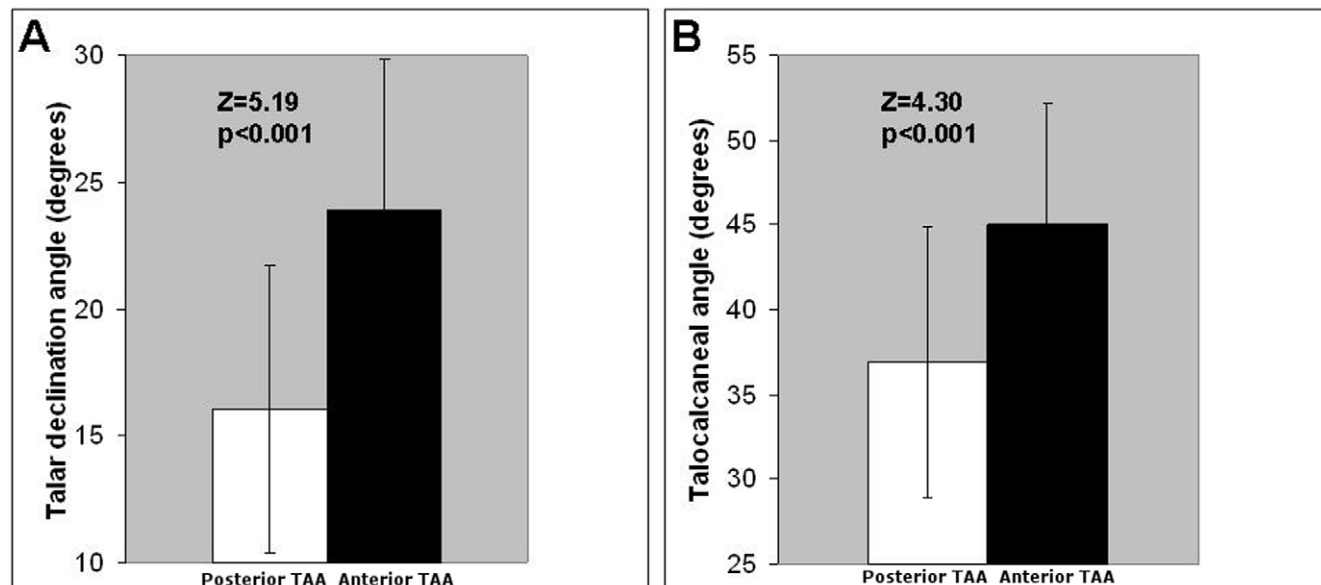 A
Talar declination angle (degrees)
30
25
20
15
10
Z=5.19
p<0.001
Posterior TAA Anterior TAA
B
Talocalcaneal angle (degrees)
55
50
45
40
35
30
25
Z=4.30
p<0.001
Posterior TAA Anterior TAA